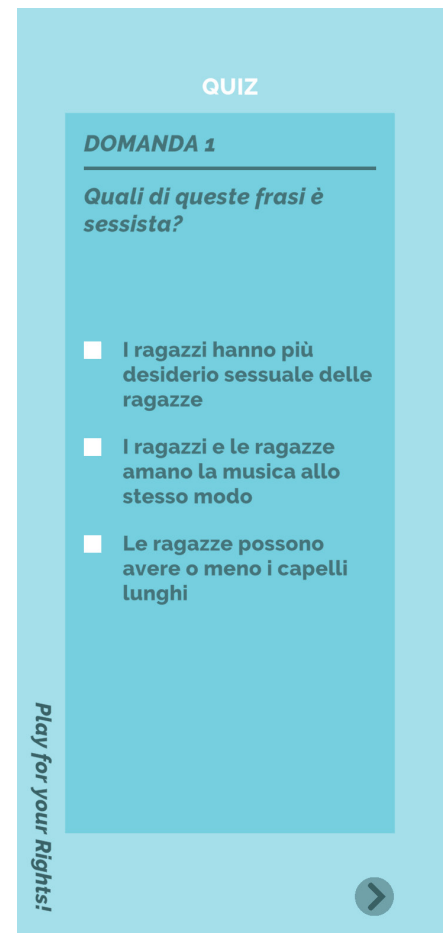 QUIZ
DOMANDA 1
Quali di queste frasi è
sessista?
I ragazzi hanno più
desiderio sessuale delle
ragazze
I ragazzi e le ragazze
amano la musica allo
stesso modo
Le ragazze possono
avere o meno i capelli
lunghi
Play for your Rights!